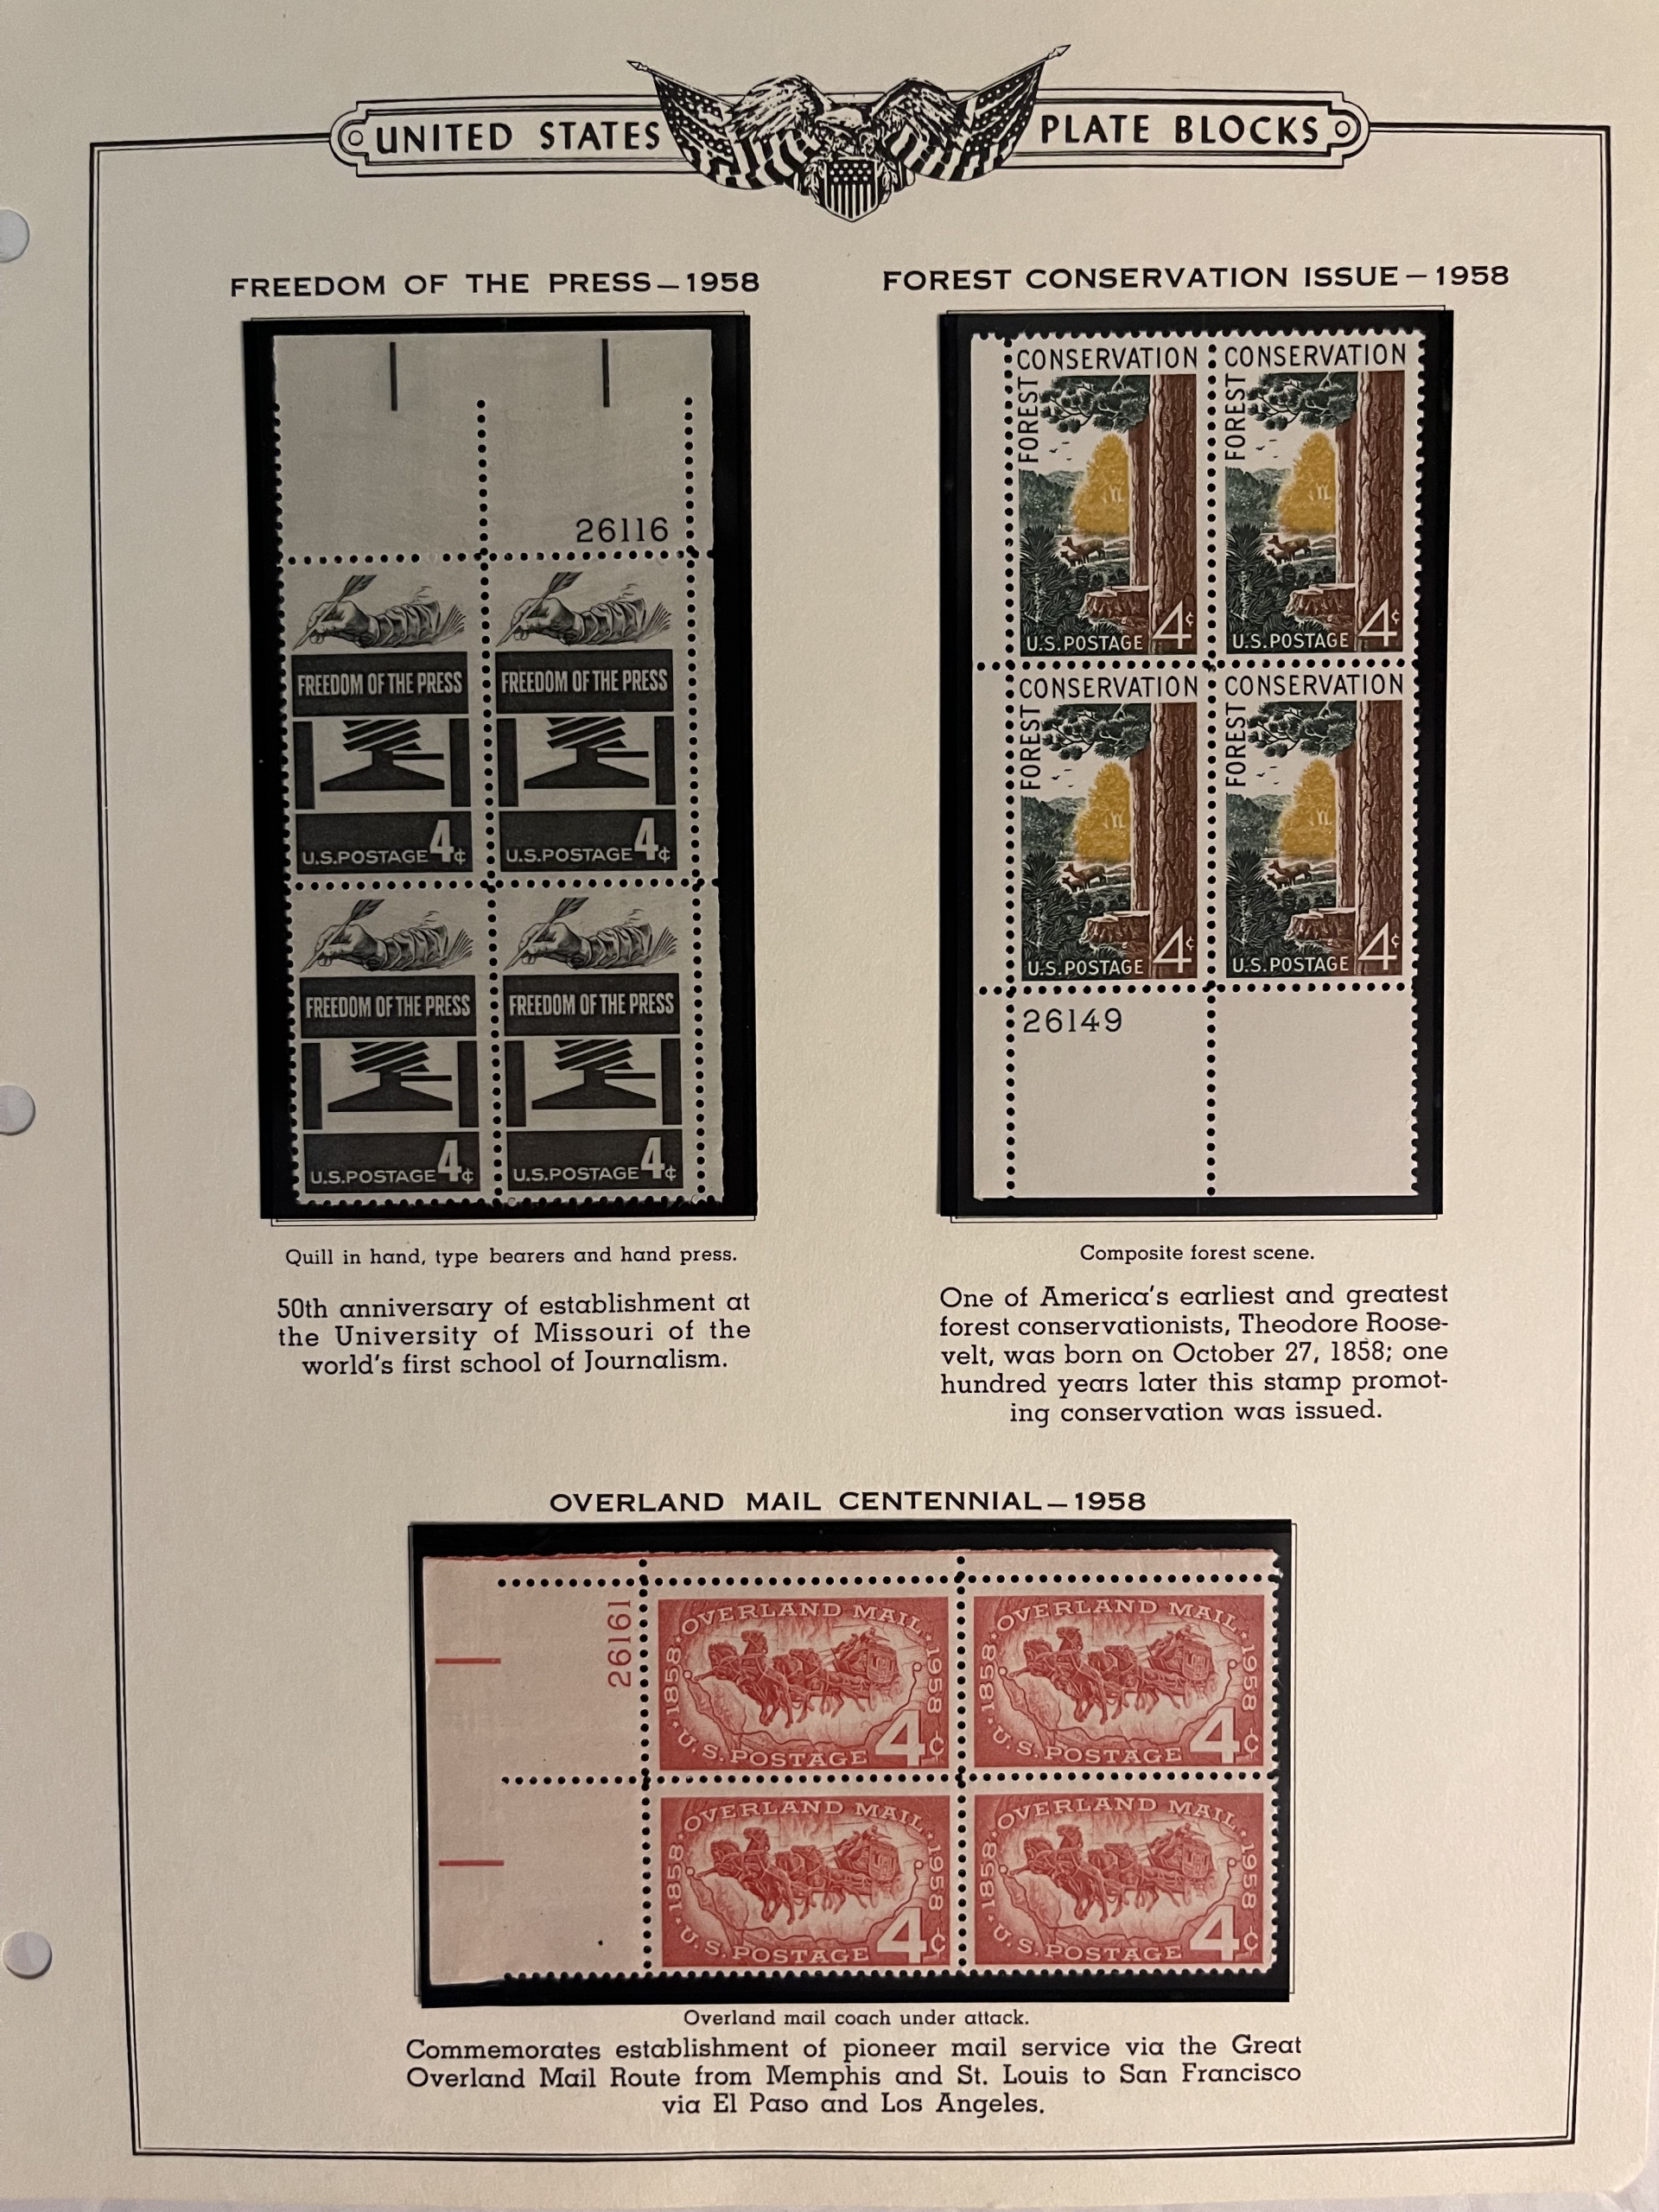 UNITED STATES PLATE BLOCKS
FREEDOM OF THE PRESS—1958
26116
FREEDOM OF THE PRESS
U.S.POSTAGE 4¢
FREEDOM OF THE PRESS
U.S.POSTAGE 4¢
FREEDOM OF THE PRESS
U.S.POSTAGE 4¢
FREEDOM OF THE PRESS
U.S.POSTAGE 4¢
Quill in hand, type bearers and hand press.
50th anniversary of establishment at
the University of Missouri of the
world's first school of Journalism.
FOREST CONSERVATION ISSUE—1958
FOREST CONSERVATION
U.S.POSTAGE 4¢
FOREST CONSERVATION
U.S.POSTAGE 4¢
FOREST CONSERVATION
U.S.POSTAGE 4¢
FOREST CONSERVATION
U.S.POSTAGE 4¢
26149
Composite forest scene.
One of America's earliest and greatest
forest conservationists, Theodore Roose-
velt, was born on October 27, 1858; one
hundred years later this stamp promot-
ing conservation was issued.
OVERLAND MAIL CENTENNIAL—1958
26161
1858 · OVERLAND MAIL · 1958
U.S. POSTAGE 4¢
1858 · OVERLAND MAIL · 1958
U.S. POSTAGE 4¢
1858 · OVERLAND MAIL · 1958
U.S. POSTAGE 4¢
1858 · OVERLAND MAIL · 1958
U.S. POSTAGE 4¢
Overland mail coach under attack.
Commemorates establishment of pioneer mail service via the Great
Overland Mail Route from Memphis and St. Louis to San Francisco
via El Paso and Los Angeles.